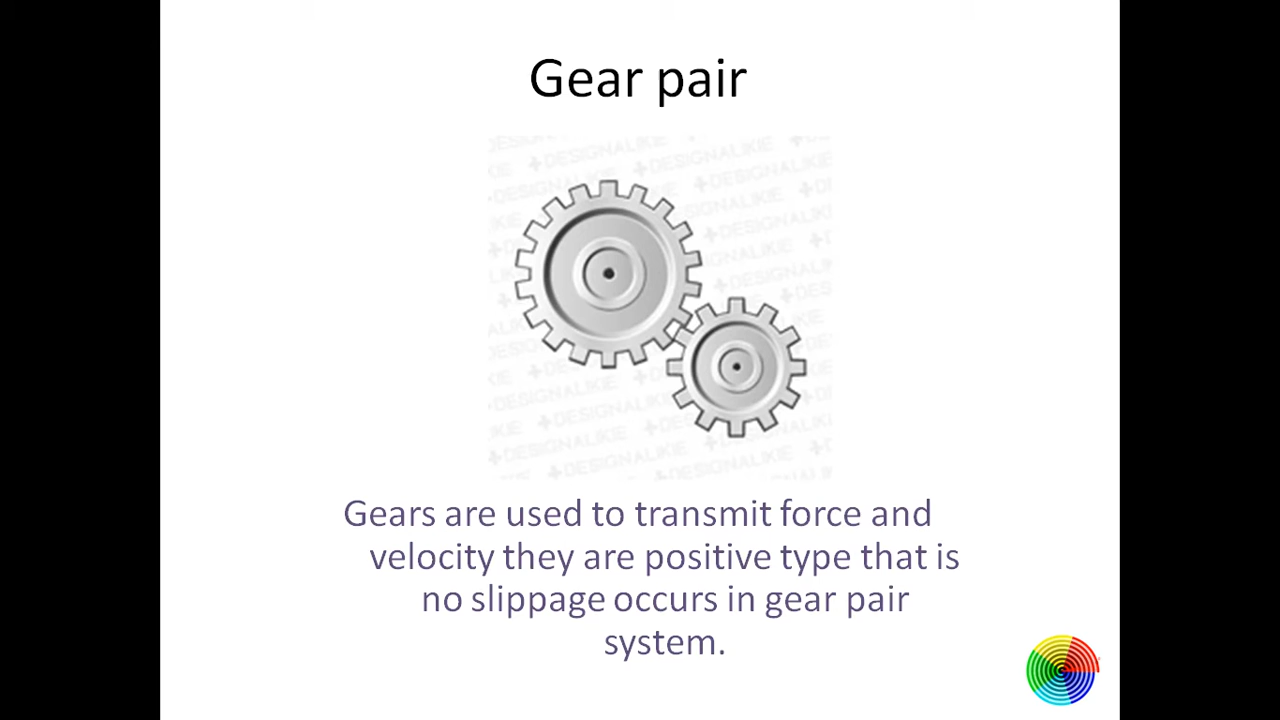 Gear pair
DESIGNALIKIE
Gears are used to transmit force and
velocity they are positive type that is
no slippage occurs in gear pair
system.